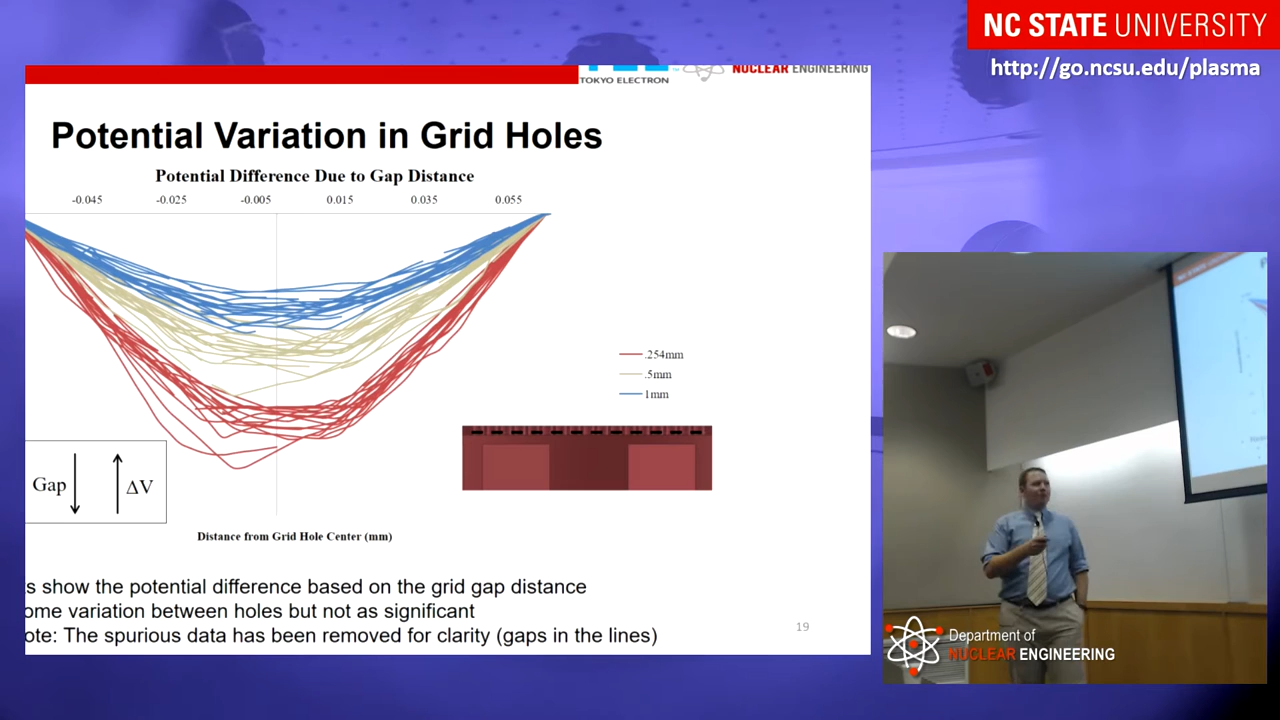 NC STATE UNIVERSITY
http://go.ncsu.edu/plasma
TOKYO ELECTRON
NUCLEAR ENGINEERING
Potential Variation in Grid Holes
Potential Difference Due to Gap Distance
-0.045 -0.025 -0.005 0.015 0.035 0.055
.254mm
.5mm
1mm
Gap ΔV
Distance from Grid Hole Center (mm)
s show the potential difference based on the grid gap distance
ome variation between holes but not as significant
ote: The spurious data has been removed for clarity (gaps in the lines)
19
Department of
NUCLEAR ENGINEERING